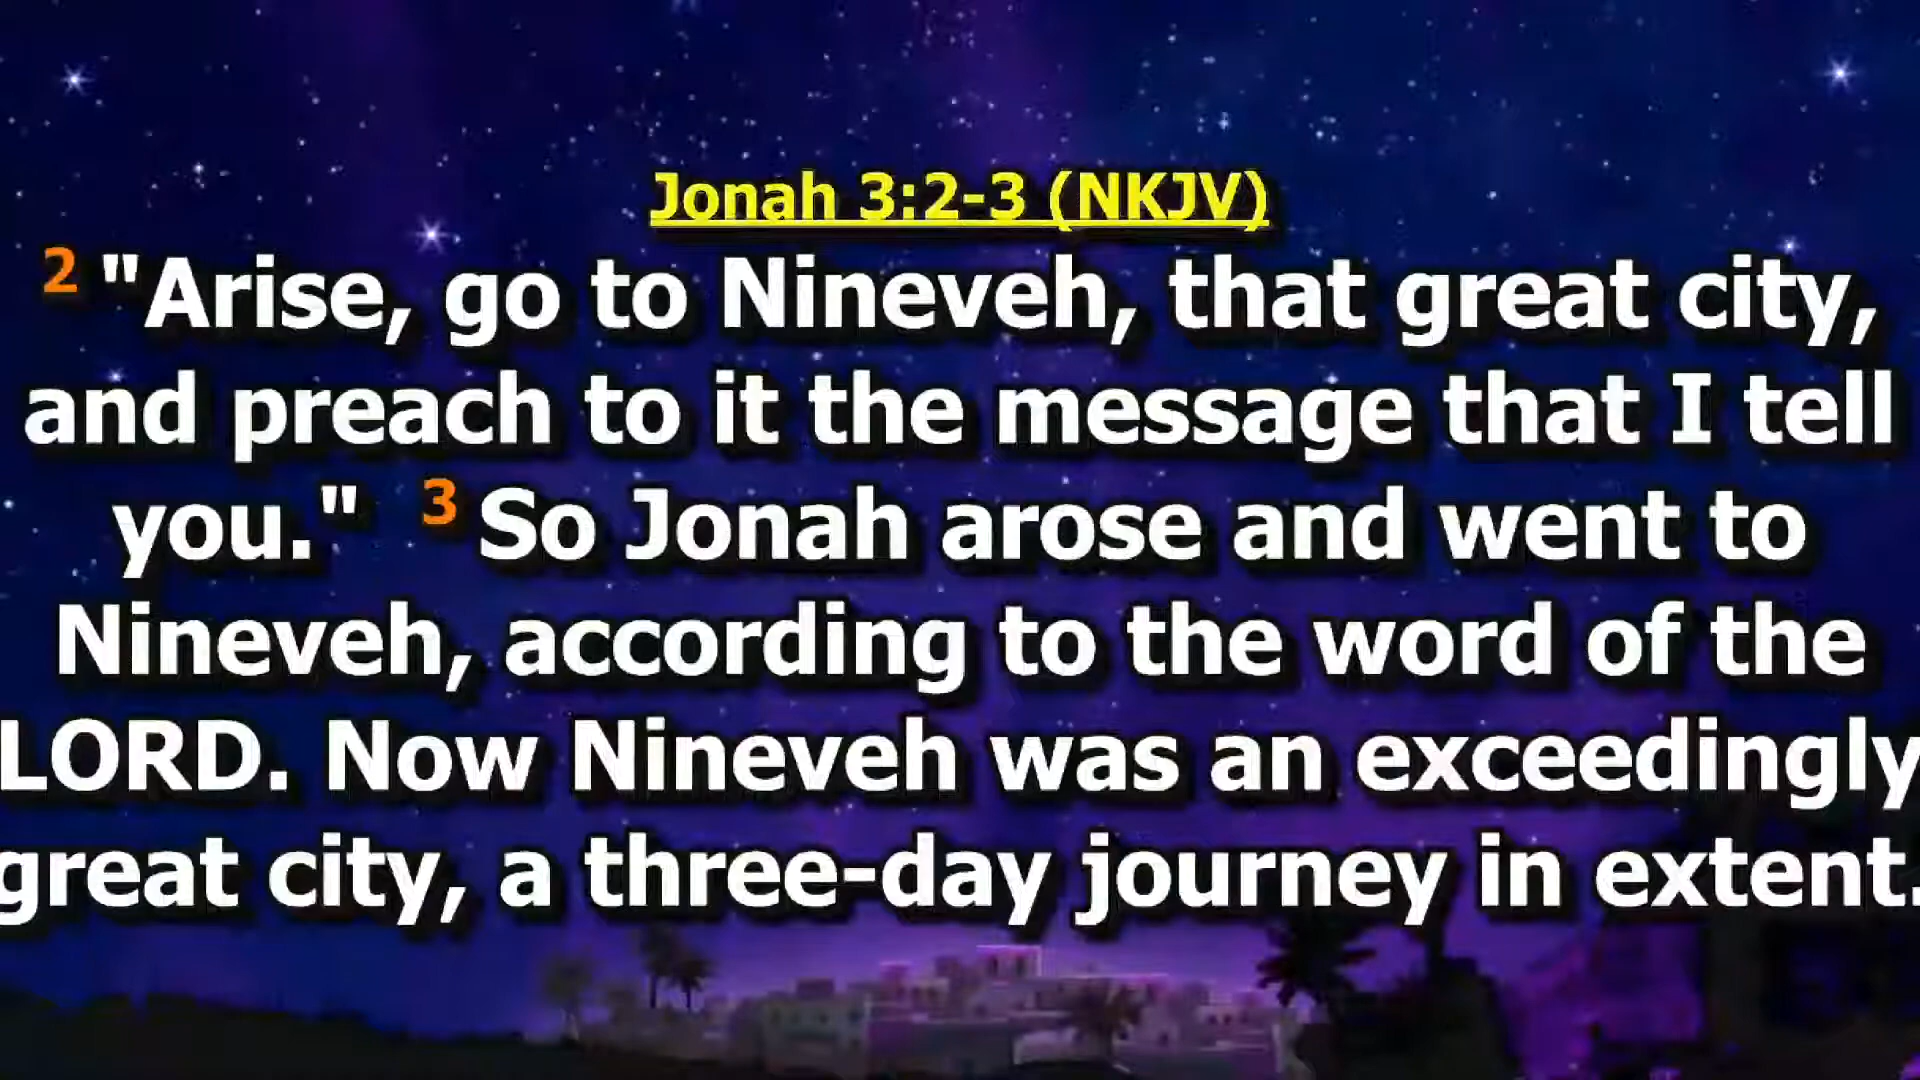 Jonah 3:2-3 (NKJV)
2 "Arise, go to Nineveh, that great city,
and preach to it the message that I tell
you." 3 So Jonah arose and went to
Nineveh, according to the word of the
LORD. Now Nineveh was an exceedingly
great city, a three-day journey in extent.